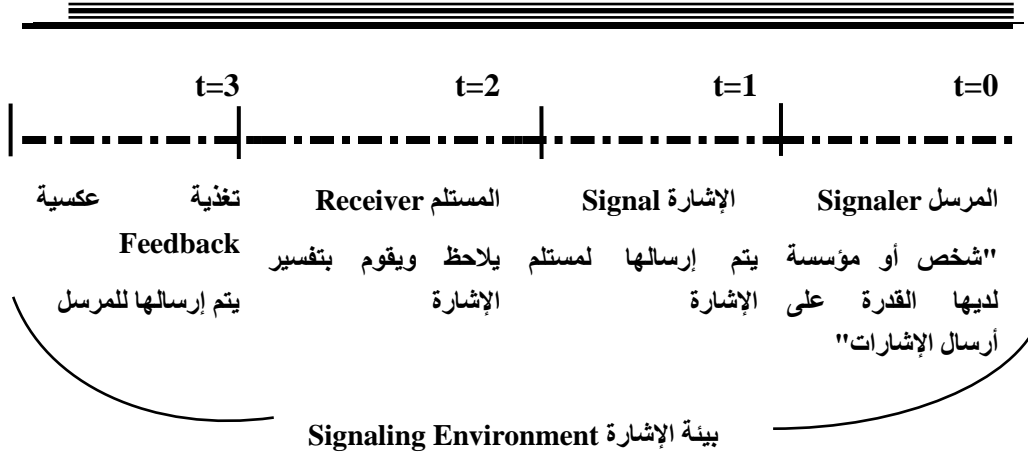 t=0 t=1 t=2 t=3
المرسل Signaler
"شخص أو مؤسسة
لديها القدرة على
أرسال الإشارات"
الإشارة Signal
يتم إرسالها لمستلم
الإشارة
المستلم Receiver
يلاحظ ويقوم بتفسير
الإشارة
تغذية عكسية
Feedback
يتم إرسالها للمرسل
بيئة الإشارة Signaling Environment